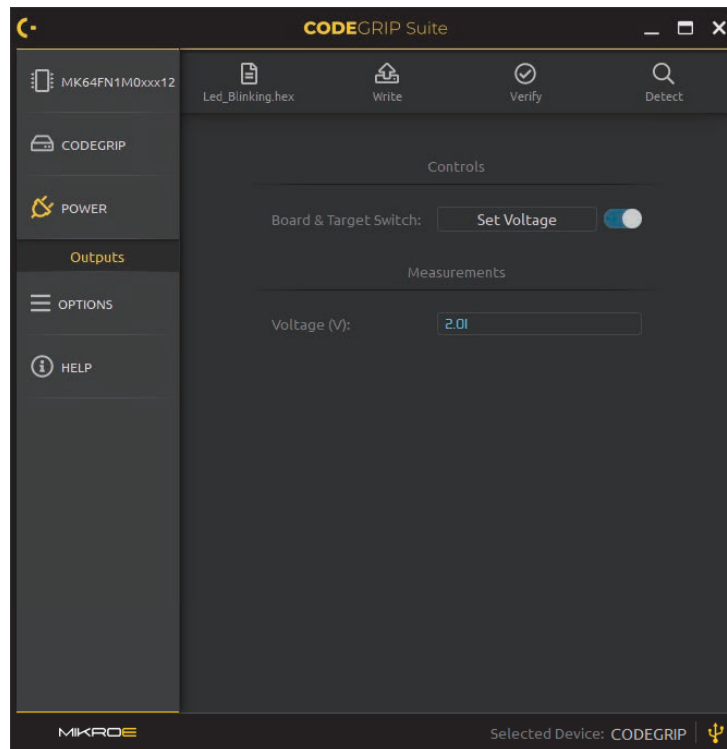 CODEGRIP Suite
MK64FN1M0xxx12
CODEGRIP
POWER
Outputs
OPTIONS
HELP
Led_Blinking.hex Write Verify Detect
Controls
Board & Target Switch: Set Voltage
Measurements
Voltage (V): 2.01
MIKROE
Selected Device: CODEGRIP